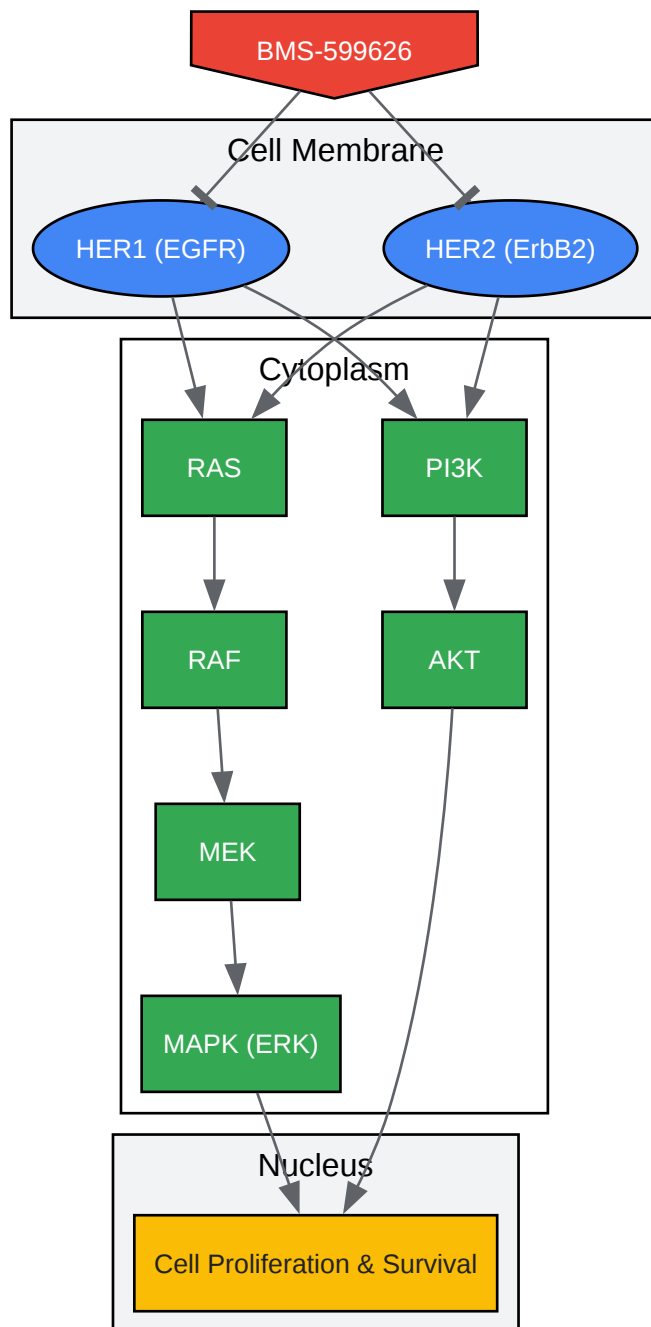 BMS-599626
Cell Membrane
HER1 (EGFR)
HER2 (ErbB2)
Cytoplasm
RAS
PI3K
RAF
AKT
MEK
MAPK (ERK)
Nucleus
Cell Proliferation & Survival